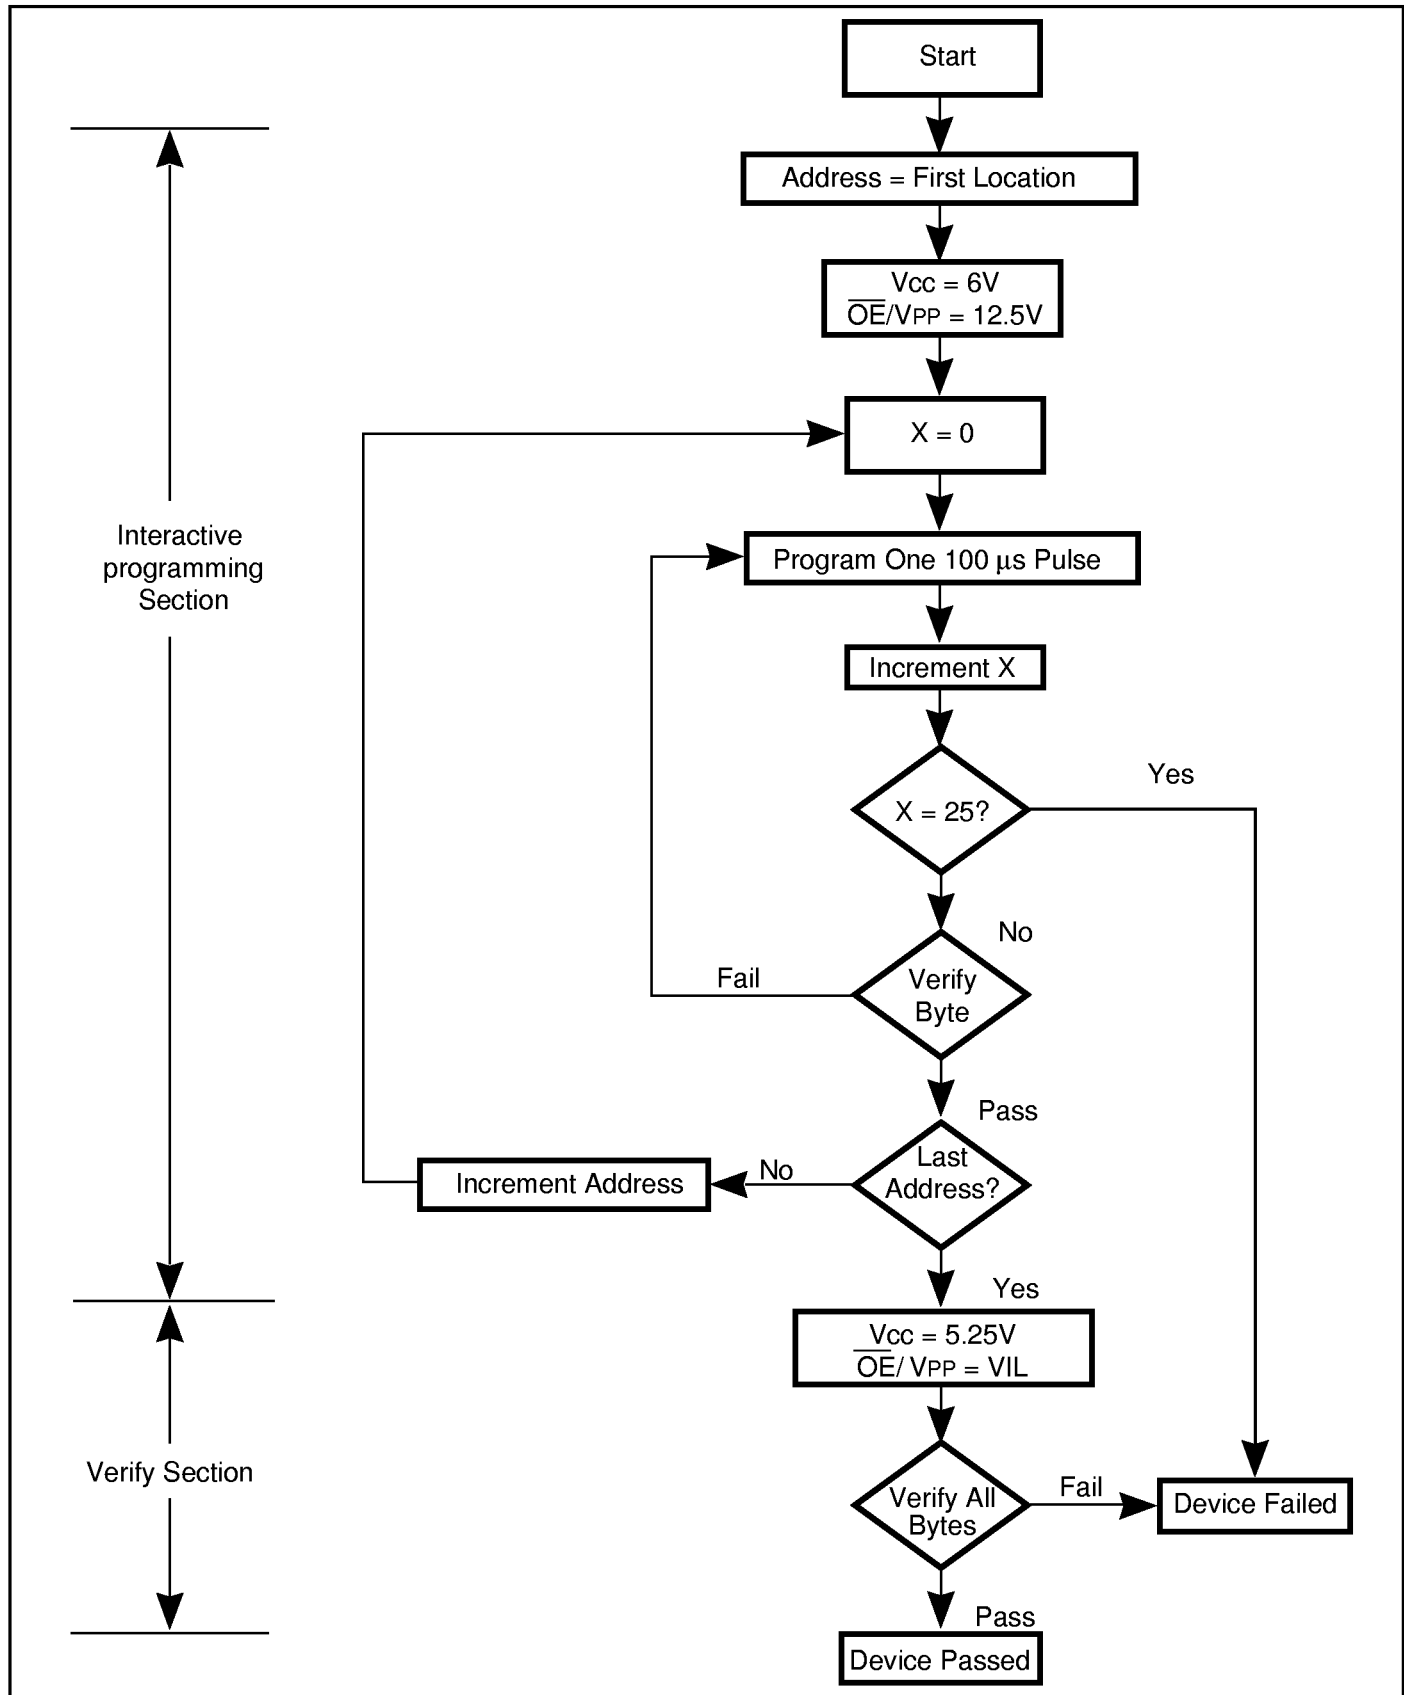 Start
Address = First Location
Vcc = 6V
OE/VPP = 12.5V
X = 0
Interactive
programming
Section
Program One 100 μs Pulse
Increment X
X = 25?
Yes
No
Verify
Byte
Fail
Pass
Last
Address?
No
Increment Address
Yes
Vcc = 5.25V
OE/ VPP = VIL
Verify Section
Verify All
Bytes
Fail
Device Failed
Pass
Device Passed